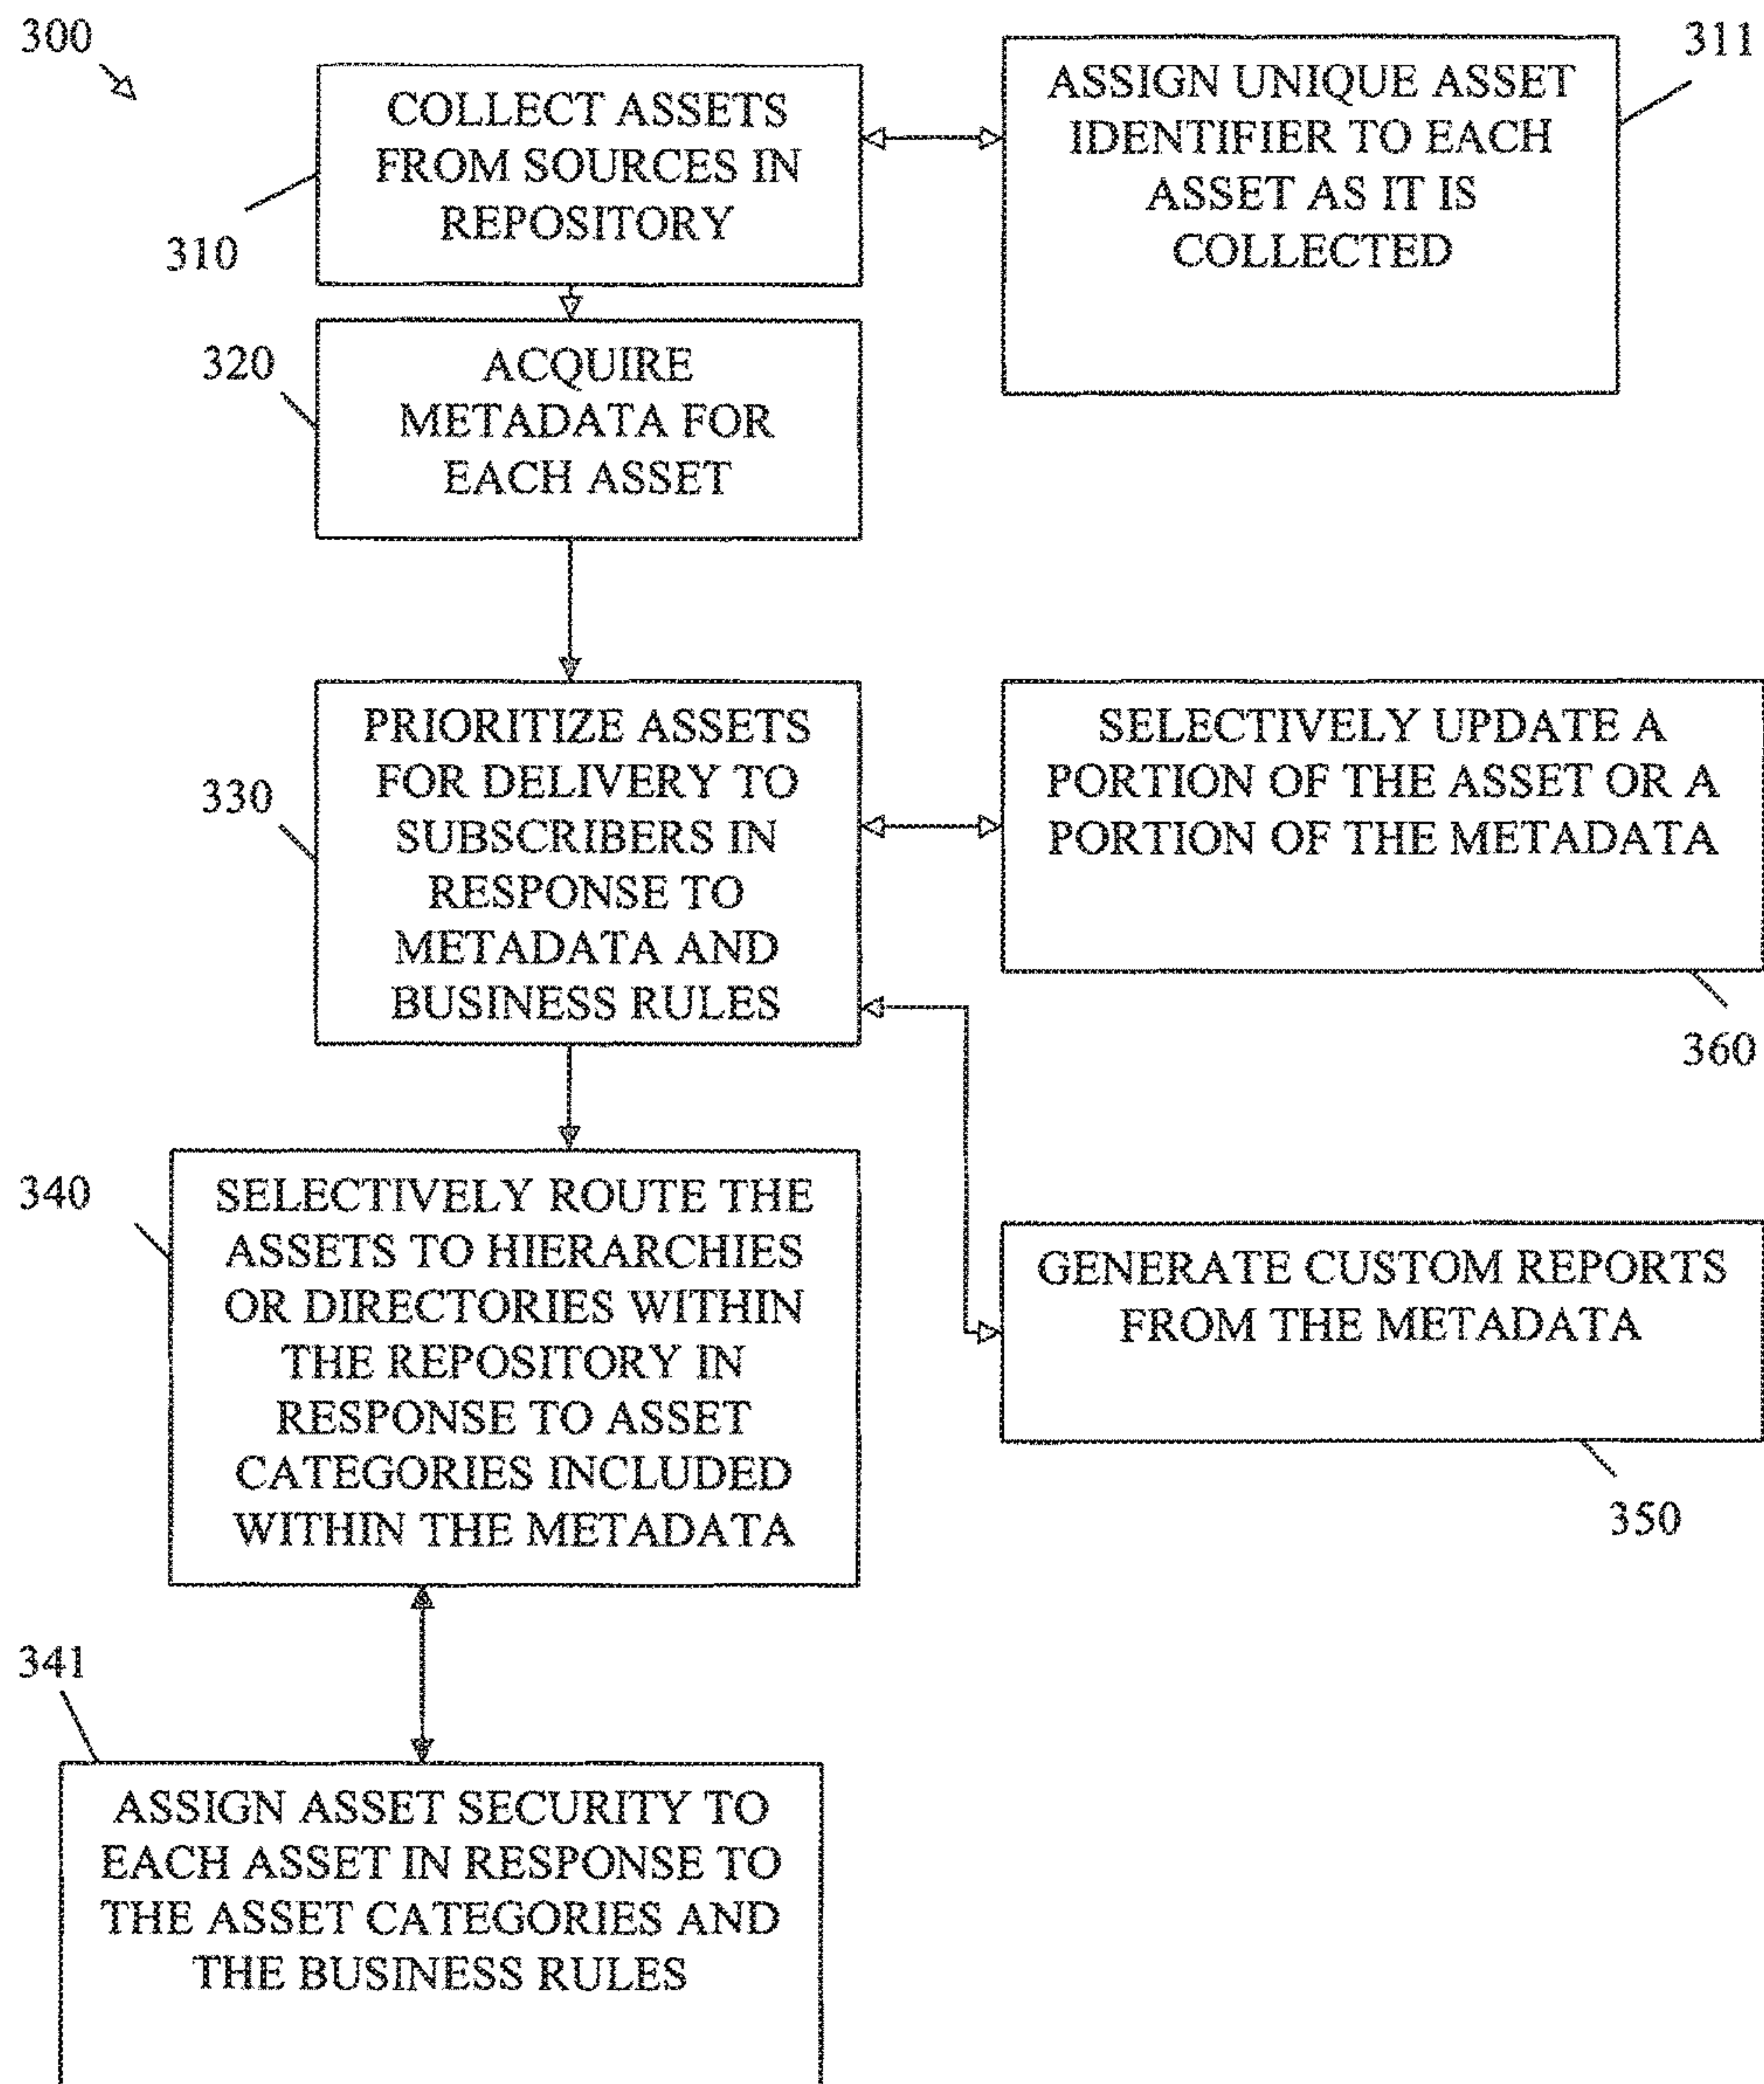 300
COLLECT ASSETS
FROM SOURCES IN
REPOSITORY
310
311
ASSIGN UNIQUE ASSET
IDENTIFIER TO EACH
ASSET AS IT IS
COLLECTED
320
ACQUIRE
METADATA FOR
EACH ASSET
330
PRIORITIZE ASSETS
FOR DELIVERY TO
SUBSCRIBERS IN
RESPONSE TO
METADATA AND
BUSINESS RULES
SELECTIVELY UPDATE A
PORTION OF THE ASSET OR A
PORTION OF THE METADATA
360
340
SELECTIVELY ROUTE THE
ASSETS TO HIERARCHIES
OR DIRECTORIES WITHIN
THE REPOSITORY IN
RESPONSE TO ASSET
CATEGORIES INCLUDED
WITHIN THE METADATA
GENERATE CUSTOM REPORTS
FROM THE METADATA
350
341
ASSIGN ASSET SECURITY TO
EACH ASSET IN RESPONSE TO
THE ASSET CATEGORIES AND
THE BUSINESS RULES